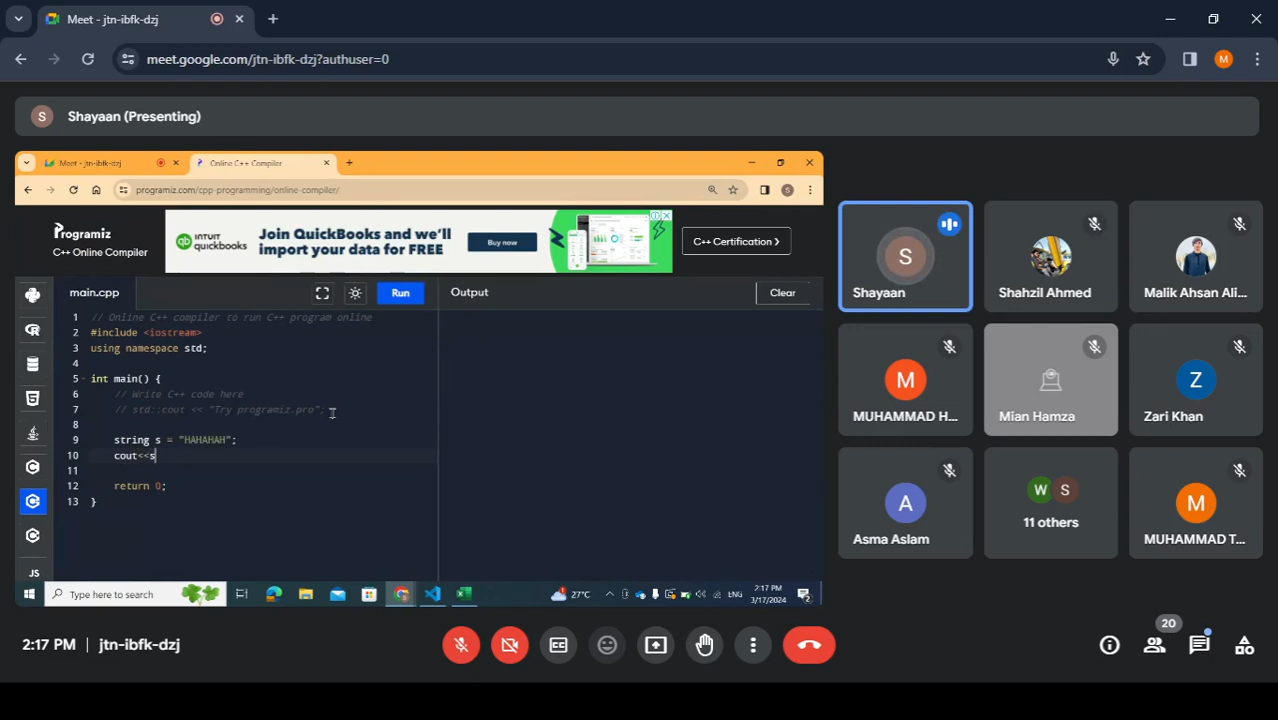 Meet - jtn-ibfk-dzj
meet.google.com/jtn-ibfk-dzj?authuser=0
M
S Shayaan (Presenting)
Meet - jtn-ibfk-dzj
Online C++ Compiler
programiz.com/cpp-programming/online-compiler/
S
Programiz
C++ Online Compiler
INTUIT
quickbooks
Join QuickBooks and we'll
import your data for FREE
Buy now
C++ Certification >
main.cpp
Run
Output
Clear
1 // Online C++ compiler to run C++ program online
2 #include <iostream>
3 using namespace std;
4
5 int main() {
6 // Write C++ code here
7 // std::cout << "Try programiz.pro";
8
9 string s = "HAHAHAH";
10 cout<<s
11
12 return 0;
13 }
JS
Type here to search
27°C
ENG
2:17 PM
3/17/2024
2
S
Shayaan
Shahzil Ahmed
Malik Ahsan Ali...
M
MUHAMMAD H...
Mian Hamza
Z
Zari Khan
A
Asma Aslam
W S
11 others
M
MUHAMMAD T...
2:17 PM | jtn-ibfk-dzj
20